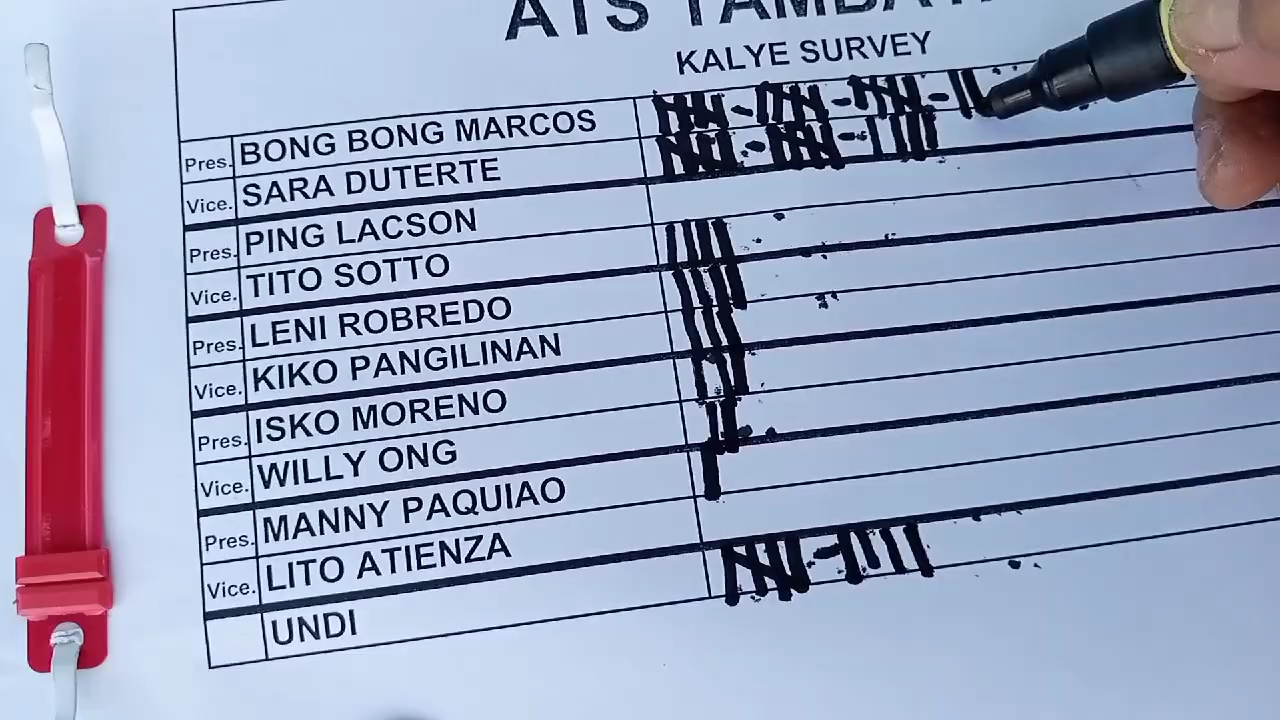 ATS TAMBAY
KALYE SURVEY
Pres. BONG BONG MARCOS
Vice. SARA DUTERTE
Pres. PING LACSON
Vice. TITO SOTTO
Pres. LENI ROBREDO
Vice. KIKO PANGILINAN
Pres. ISKO MORENO
Vice. WILLY ONG
Pres. MANNY PAQUIAO
Vice. LITO ATIENZA
UNDI